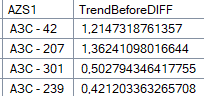 AZS1 TrendBeforeDIFF
АЗС - 42 1,2147318761357
АЗС - 207 1,36241098016644
АЗС - 301 0,502794346417755
АЗС - 239 0,421203363265708